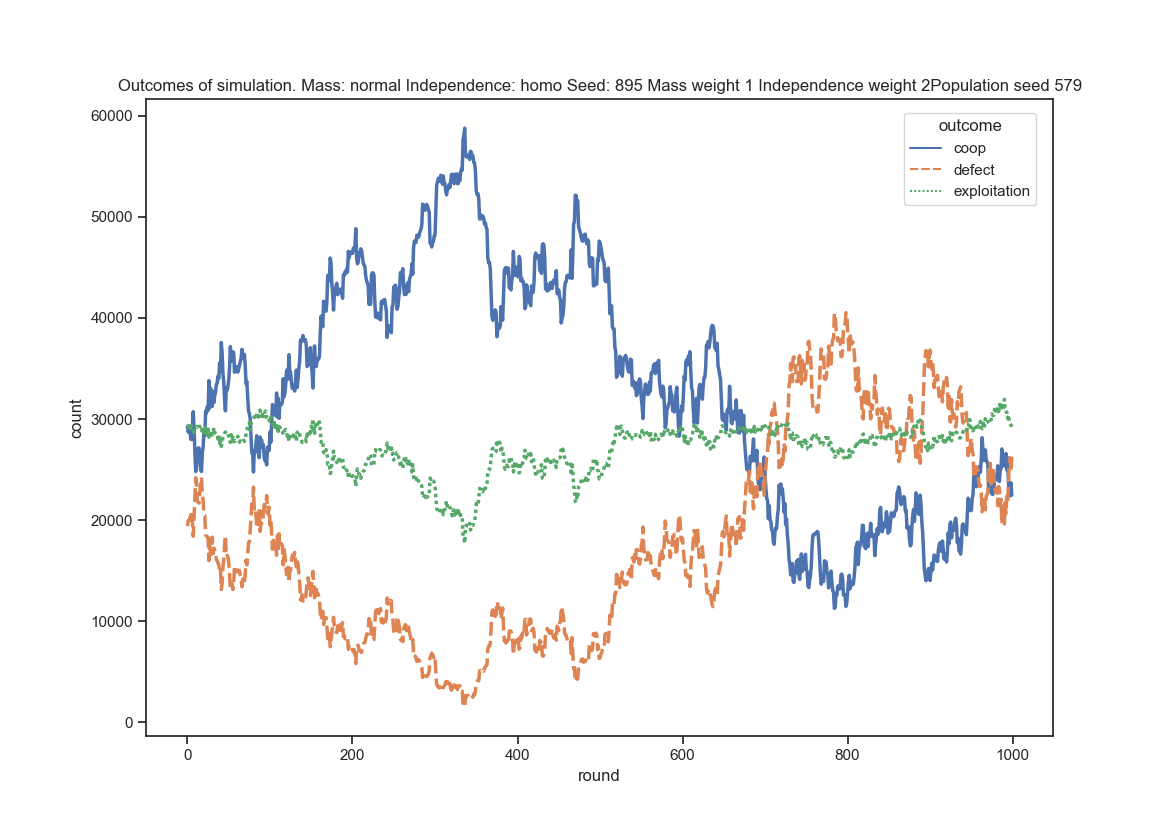 Outcomes of simulation. Mass: normal Independence: homo Seed: 895 Mass weight 1 Independence weight 2Population seed 579
60000
50000
40000
30000
20000
10000
0
count
outcome
coop
defect
exploitation
0
200
400
600
800
1000
round